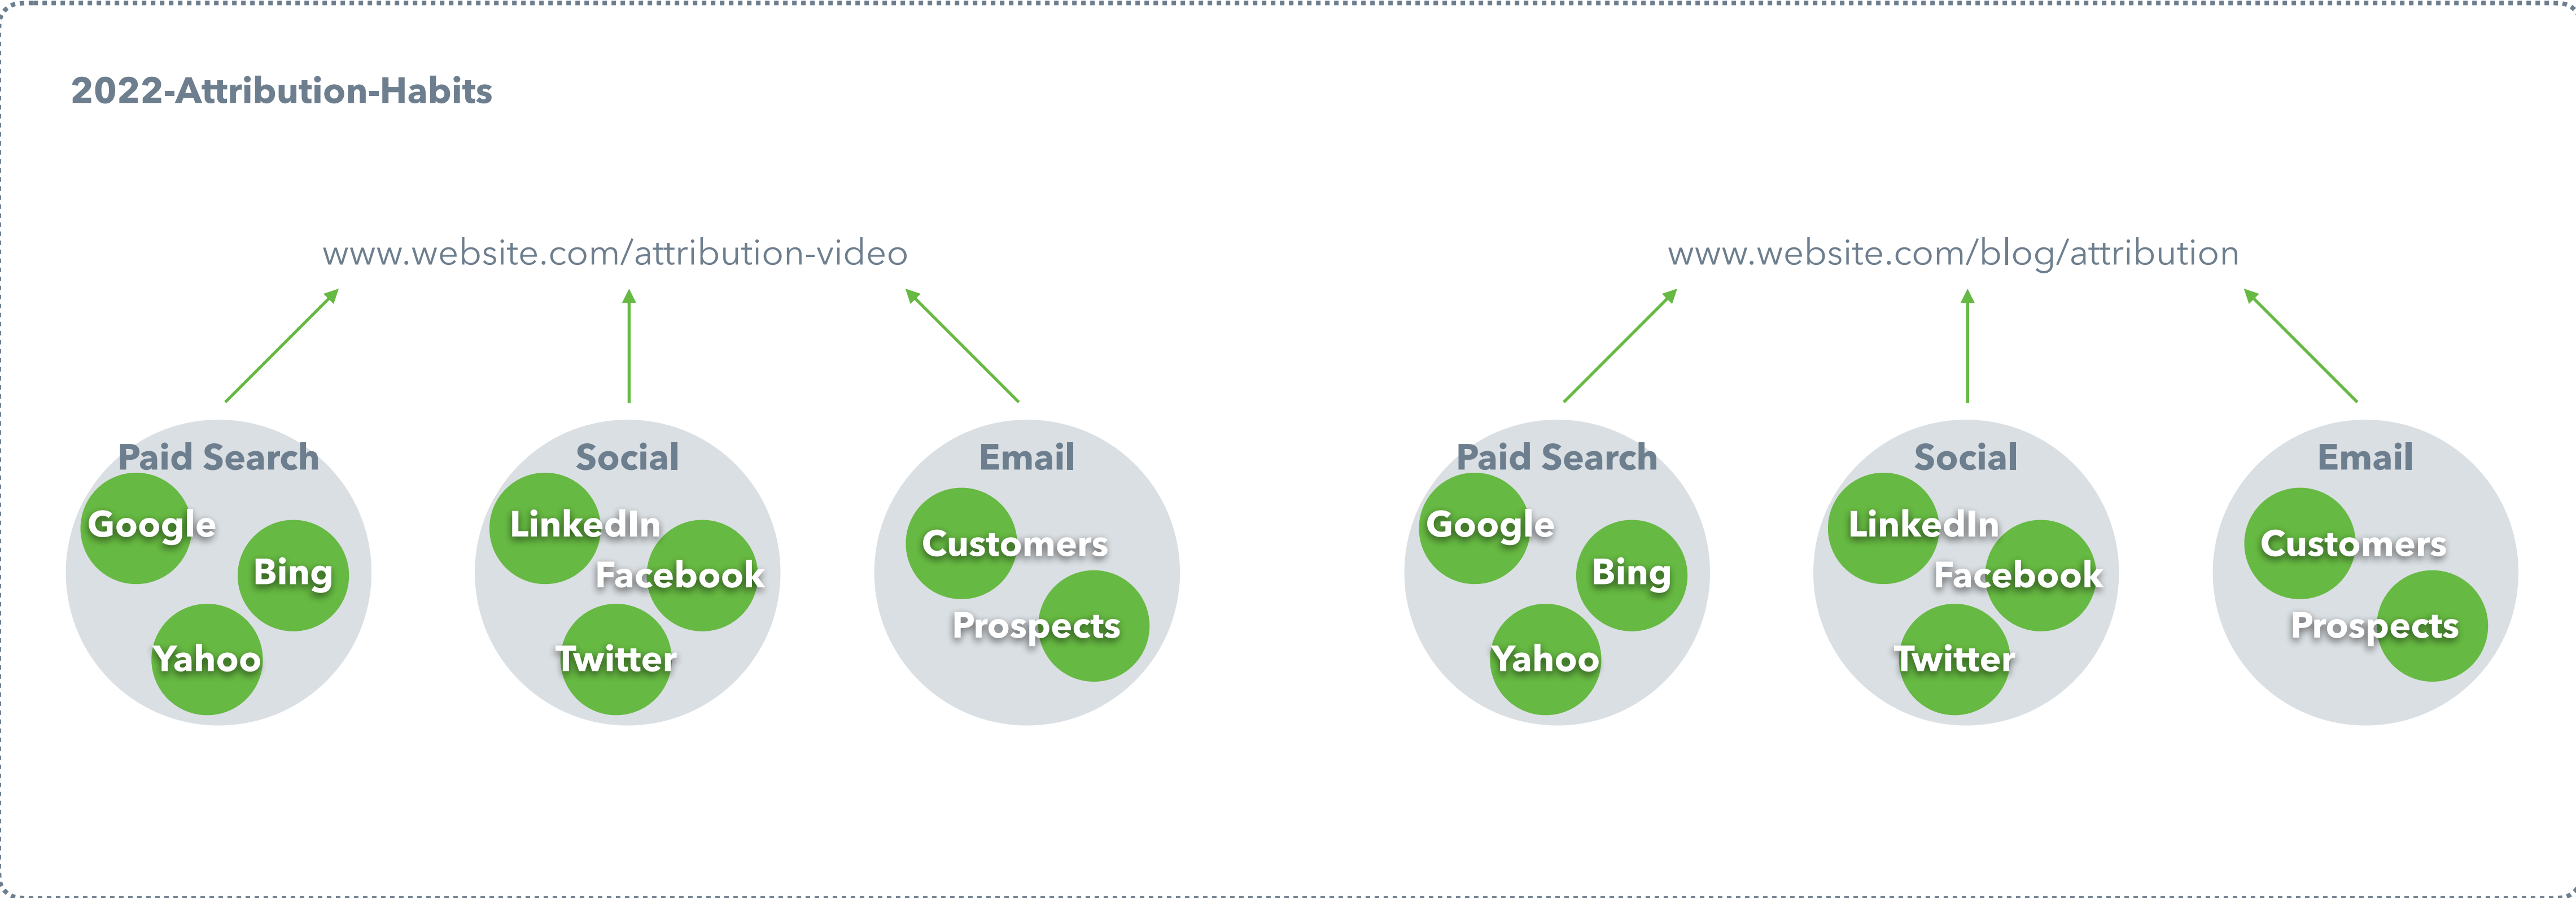 2022-Attribution-Habits
www.website.com/attribution-video
Paid Search
Google
Bing
Yahoo
Social
LinkedIn
Facebook
Twitter
Email
Customers
Prospects
www.website.com/blog/attribution
Paid Search
Google
Bing
Yahoo
Social
LinkedIn
Facebook
Twitter
Email
Customers
Prospects